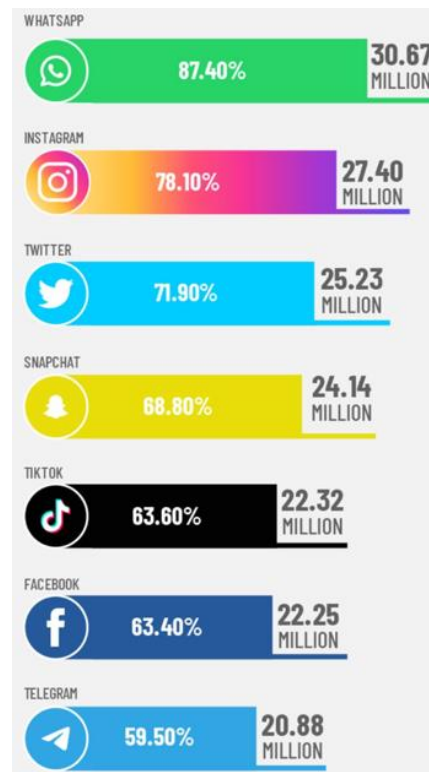 WHATSAPP
87.40%
30.67
MILLION
INSTAGRAM
78.10%
27.40
MILLION
TWITTER
71.90%
25.23
MILLION
SNAPCHAT
68.80%
24.14
MILLION
TIKTOK
63.60%
22.32
MILLION
FACEBOOK
63.40%
22.25
MILLION
TELEGRAM
59.50%
20.88
MILLION